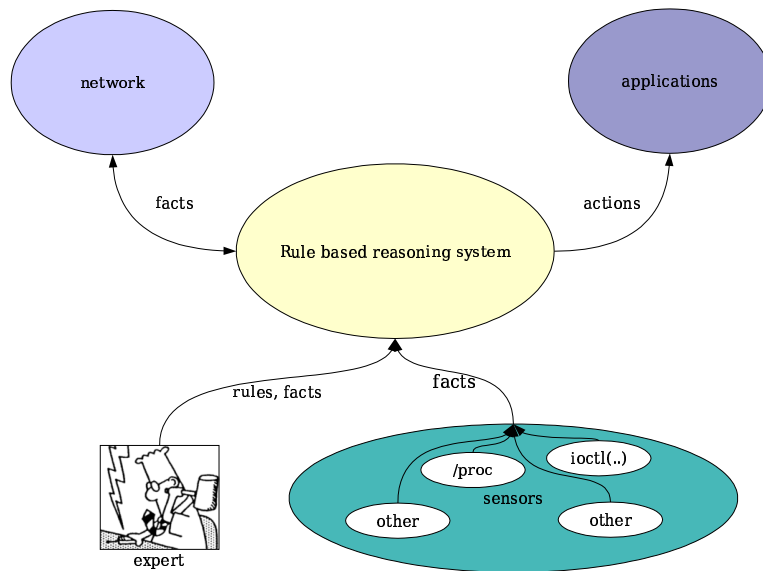 network
applications
facts
actions
Rule based reasoning system
rules, facts
facts
ioctl(..)
/proc
sensors
other
other
expert